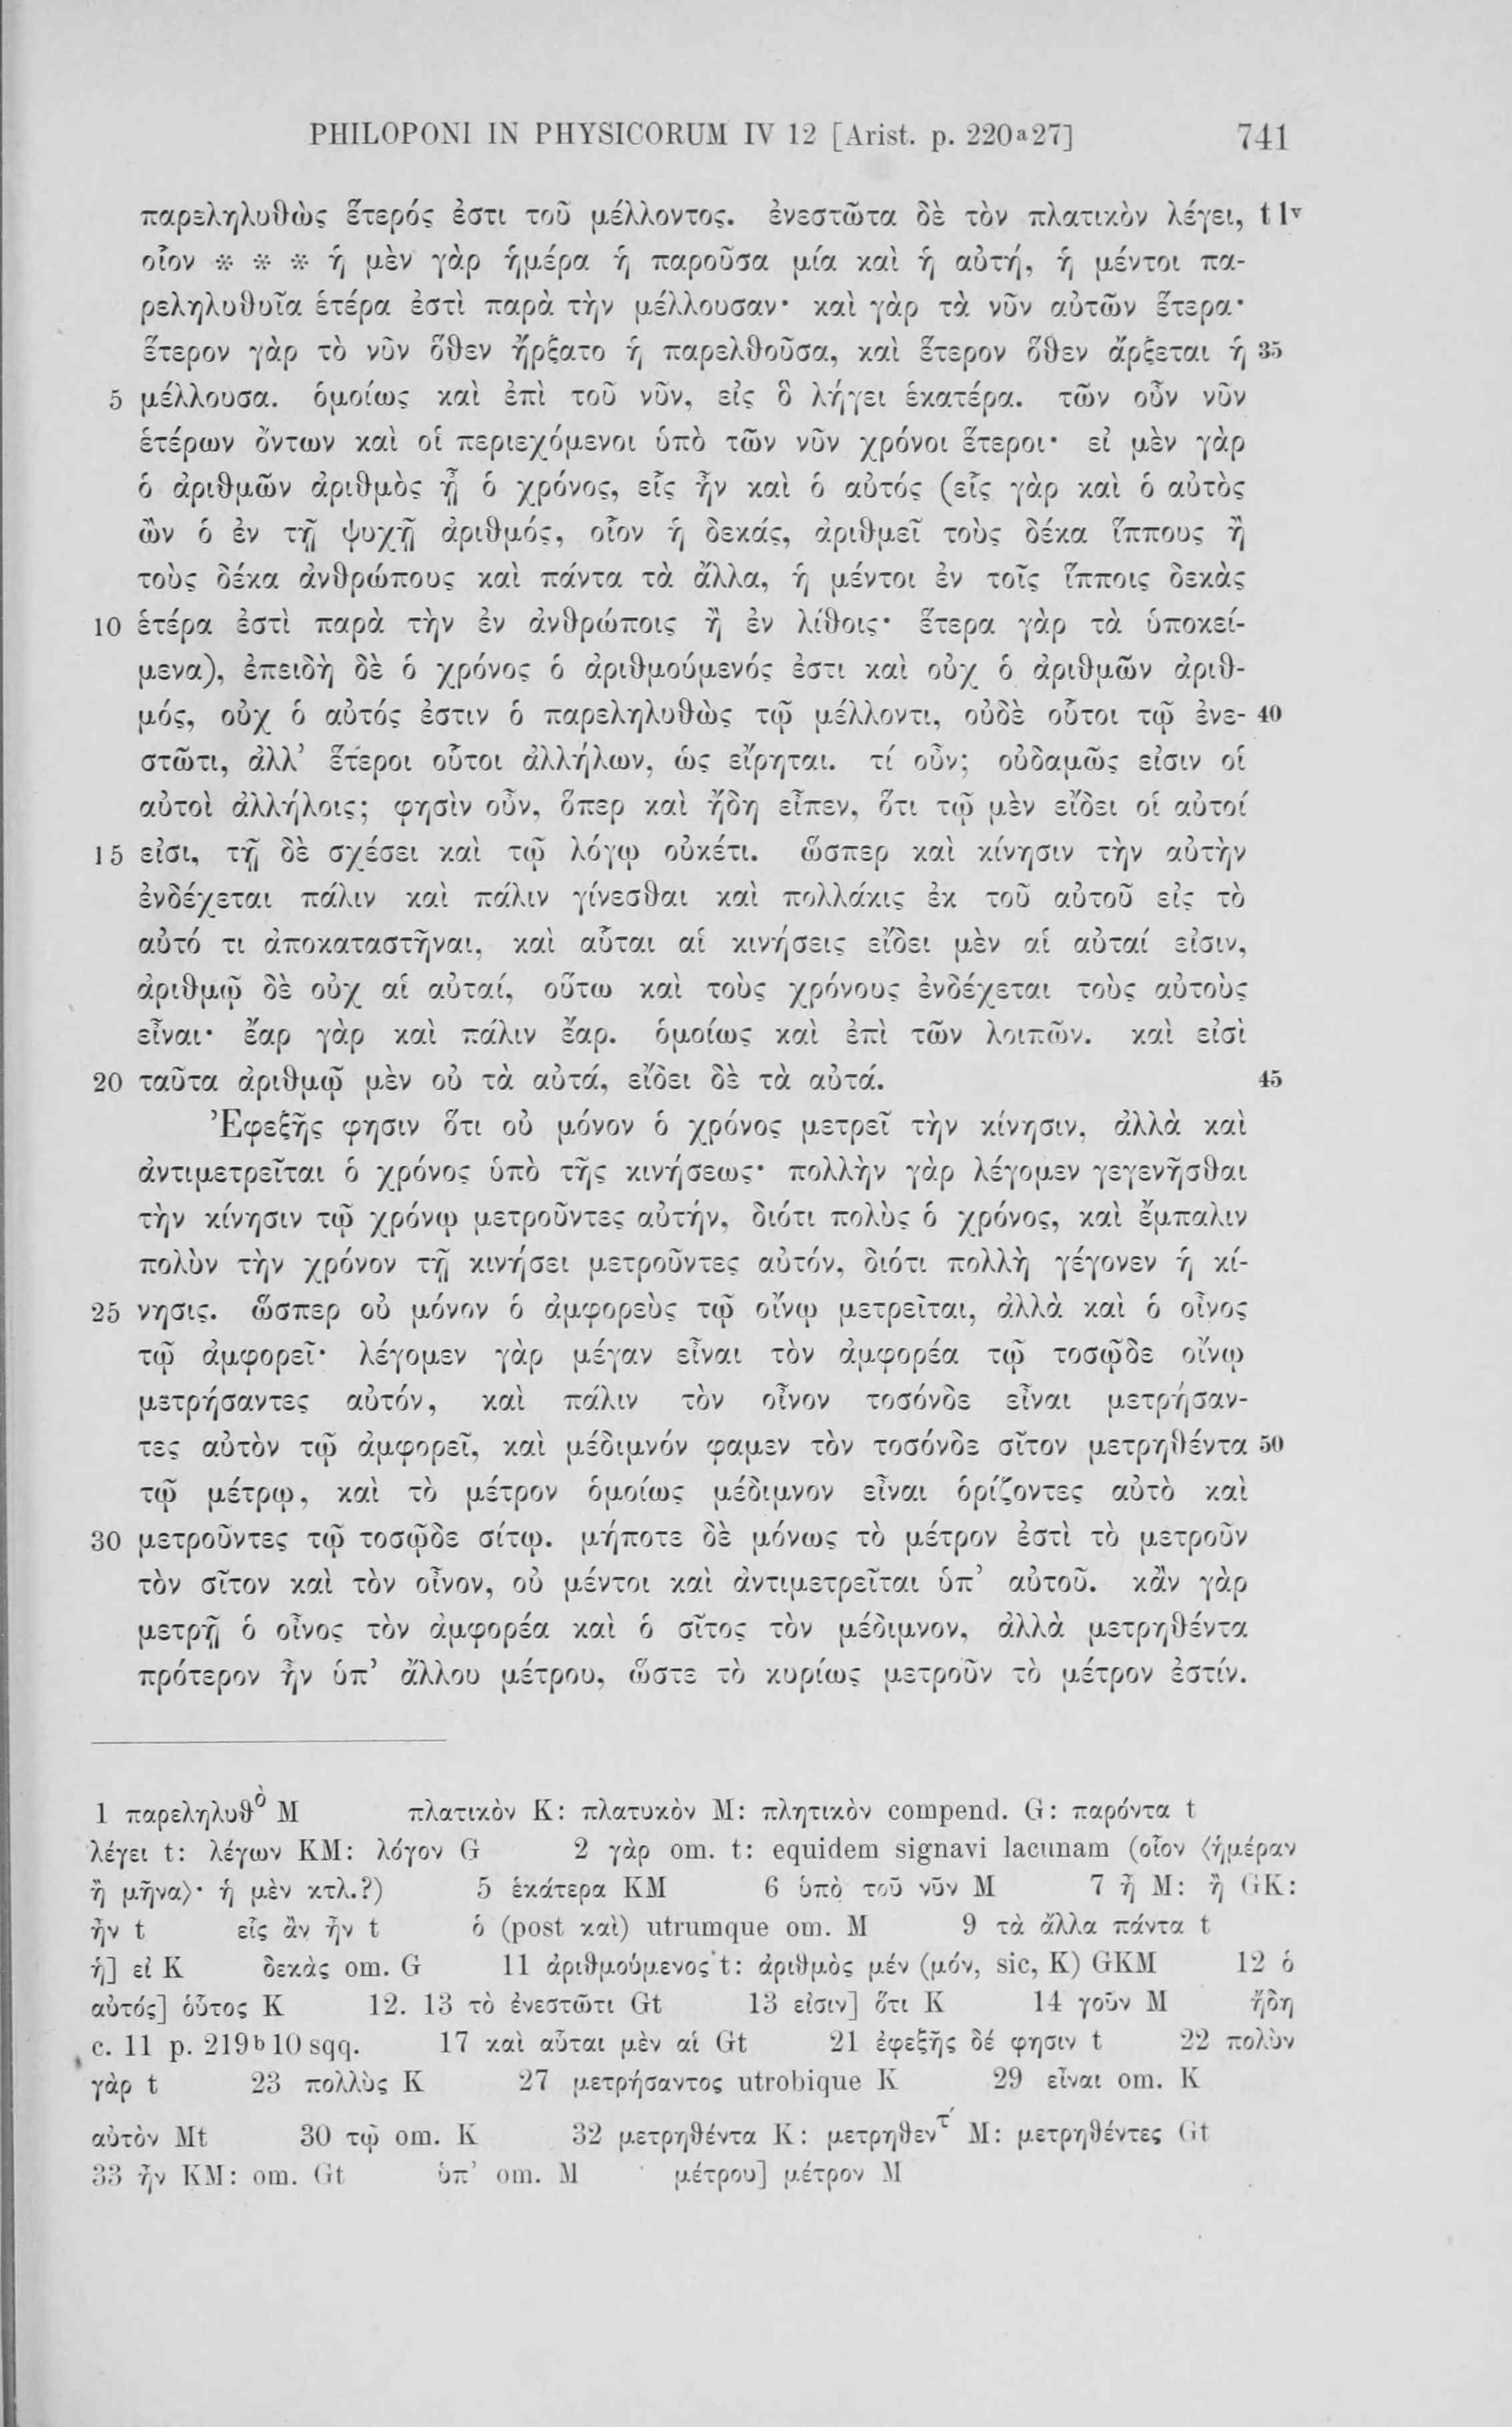 PHILOPONI IN PHYSICORUM IV 12 [Arist. p. 220ᵃ27] 741
παρεληλυθὼς ἕτερός ἐστι τοῦ μέλλοντος. ἐνεστῶτα δὲ τὸν πλατικὸν λέγει, t 1ᵛ
οἷον * * * ἡ μὲν γὰρ ἡμέρα ἡ παροῦσα μία καὶ ἡ αὐτή, ἡ μέντοι πα-
ρεληλυθυῖα ἑτέρα ἐστὶ παρὰ τὴν μέλλουσαν· καὶ γὰρ τὰ νῦν αὐτῶν ἕτερα·
ἕτερον γὰρ τὸ νῦν ὅθεν ἤρξατο ἡ παρελθοῦσα, καὶ ἕτερον ὅθεν ἄρξεται ἡ 35
5 μέλλουσα. ὁμοίως καὶ ἐπὶ τοῦ νῦν, εἰς ὃ λήγει ἑκατέρα. τῶν οὖν νῦν
ἑτέρων ὄντων καὶ οἱ περιεχόμενοι ὑπὸ τῶν νῦν χρόνοι ἕτεροι· εἰ μὲν γὰρ
ὁ ἀριθμῶν ἀριθμὸς ᾖ ὁ χρόνος, εἷς ἦν καὶ ὁ αὐτός (εἷς γὰρ καὶ ὁ αὐτὸς
ὢν ὁ ἐν τῇ ψυχῇ ἀριθμός, οἷον ἡ δεκάς, ἀριθμεῖ τοὺς δέκα ἵππους ἢ
τοὺς δέκα ἀνθρώπους καὶ πάντα τὰ ἄλλα, ἡ μέντοι ἐν τοῖς ἵπποις δεκὰς
10 ἑτέρα ἐστὶ παρὰ τὴν ἐν ἀνθρώποις ἢ ἐν λίθοις· ἕτερα γὰρ τὰ ὑποκεί-
μενα), ἐπειδὴ δὲ ὁ χρόνος ὁ ἀριθμούμενός ἐστι καὶ οὐχ ὁ ἀριθμῶν ἀριθ-
μός, οὐχ ὁ αὐτός ἐστιν ὁ παρεληλυθὼς τῷ μέλλοντι, οὐδὲ οὗτοι τῷ ἐνε- 40
στῶτι, ἀλλ’ ἕτεροι οὗτοι ἀλλήλων, ὡς εἴρηται. τί οὖν; οὐδαμῶς εἰσιν οἱ
αὐτοὶ ἀλλήλοις; φησὶν οὖν, ὅπερ καὶ ἤδη εἶπεν, ὅτι τῷ μὲν εἴδει οἱ αὐτοί
15 εἰσι, τῇ δὲ σχέσει καὶ τῷ λόγῳ οὐκέτι. ὥσπερ καὶ κίνησιν τὴν αὐτὴν
ἐνδέχεται πάλιν καὶ πάλιν γίνεσθαι καὶ πολλάκις ἐκ τοῦ αὐτοῦ εἰς τὸ
αὐτό τι ἀποκαταστῆναι, καὶ αὗται αἱ κινήσεις εἴδει μὲν αἱ αὐταί εἰσιν,
ἀριθμῷ δὲ οὐχ αἱ αὐταί, οὕτω καὶ τοὺς χρόνους ἐνδέχεται τοὺς αὐτοὺς
εἶναι· ἔαρ γὰρ καὶ πάλιν ἔαρ. ὁμοίως καὶ ἐπὶ τῶν λοιπῶν. καὶ εἰσὶ
20 ταῦτα ἀριθμῷ μὲν οὐ τὰ αὐτά, εἴδει δὲ τὰ αὐτά. 45
Ἐφεξῆς φησιν ὅτι οὐ μόνον ὁ χρόνος μετρεῖ τὴν κίνησιν, ἀλλὰ καὶ
ἀντιμετρεῖται ὁ χρόνος ὑπὸ τῆς κινήσεως· πολλὴν γὰρ λέγομεν γεγενῆσθαι
τὴν κίνησιν τῷ χρόνῳ μετροῦντες αὐτήν, διότι πολὺς ὁ χρόνος, καὶ ἔμπαλιν
πολὺν τὴν χρόνον τῇ κινήσει μετροῦντες αὐτόν, διότι πολλὴ γέγονεν ἡ κί-
25 νησις. ὥσπερ οὐ μόνον ὁ ἀμφορεὺς τῷ οἴνῳ μετρεῖται, ἀλλὰ καὶ ὁ οἶνος
τῷ ἀμφορεῖ· λέγομεν γὰρ μέγαν εἶναι τὸν ἀμφορέα τῷ τοσῷδε οἴνῳ
μετρήσαντες αὐτόν, καὶ πάλιν τὸν οἶνον τοσόνδε εἶναι μετρήσαν-
τες αὐτὸν τῷ ἀμφορεῖ, καὶ μέδιμνόν φαμεν τὸν τοσόνδε σῖτον μετρηθέντα 50
τῷ μέτρῳ, καὶ τὸ μέτρον ὁμοίως μέδιμνον εἶναι ὁρίζοντες αὐτὸ καὶ
30 μετροῦντες τῷ τοσῷδε σίτῳ. μήποτε δὲ μόνως τὸ μέτρον ἐστὶ τὸ μετροῦν
τὸν σῖτον καὶ τὸν οἶνον, οὐ μέντοι καὶ ἀντιμετρεῖται ὑπ’ αὐτοῦ. κἂν γὰρ
μετρῇ ὁ οἶνος τὸν ἀμφορέα καὶ ὁ σῖτος τὸν μέδιμνον, ἀλλὰ μετρηθέντα
πρότερον ἦν ὑπ’ ἄλλου μέτρου, ὥστε τὸ κυρίως μετροῦν τὸ μέτρον ἐστίν.
1 παρεληλυθὸ M πλατικὸν K: πλατυκὸν M: πλητικὸν compend. G: παρόντα t
λέγει t: λέγων KM: λόγον G 2 γὰρ om. t: equidem signavi lacunam (οἷον ⟨ἡμέραν
ἢ μῆνα⟩· ἡ μὲν κτλ.?) 5 ἑκάτερα KM 6 ὑπὸ τοῦ νῦν M 7 ᾖ M: ἢ GK:
ἦν t εἷς ἂν ἦν t ὁ (post καὶ) utrumque om. M 9 τὰ ἄλλα πάντα t
ἡ] εἰ K δεκὰς om. G 11 ἀριθμούμενος t: ἀριθμὸς μέν (μόν, sic, K) GKM 12 ὁ
αὐτός] οὗτος K 12. 13 τὸ ἐνεστῶτι Gt 13 εἰσιν] ὅτι K 14 γοῦν M ἤδη
c. 11 p. 219ᵇ10 sqq. 17 καὶ αὗται μὲν αἱ Gt 21 ἐφεξῆς δέ φησιν t 22 πολὺν
γὰρ t 23 πολλὺς K 27 μετρήσαντος utrobique K 29 εἶναι om. K
αὐτὸν Mt 30 τῷ om. K 32 μετρηθέντα K: μετρηθεντ́ M: μετρηθέντες Gt
33 ἦν KM: om. Gt ὑπ’ om. M μέτρου] μέτρον M